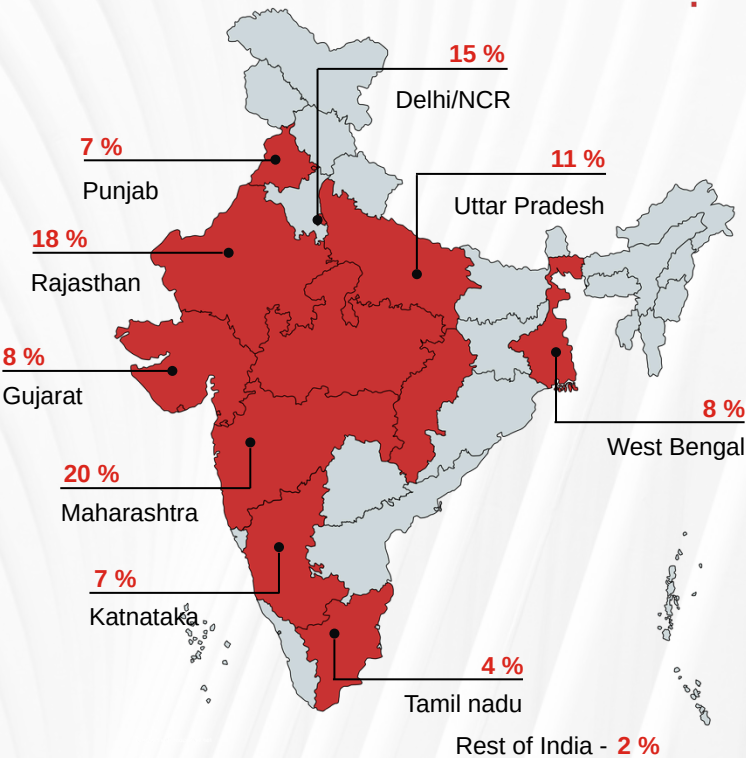 15 %
Delhi/NCR
7 %
Punjab
11 %
Uttar Pradesh
18 %
Rajasthan
8 %
Gujarat
8 %
West Bengal
20 %
Maharashtra
7 %
Katnataka
4 %
Tamil nadu
Rest of India - 2 %